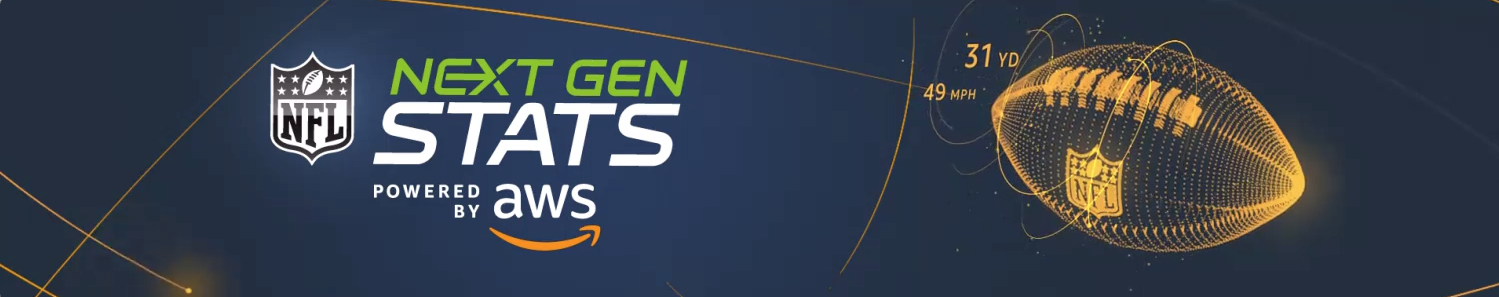 NFL
NEXT GEN
STATS
POWERED
BY aws
31 YD
49 MPH
NFL